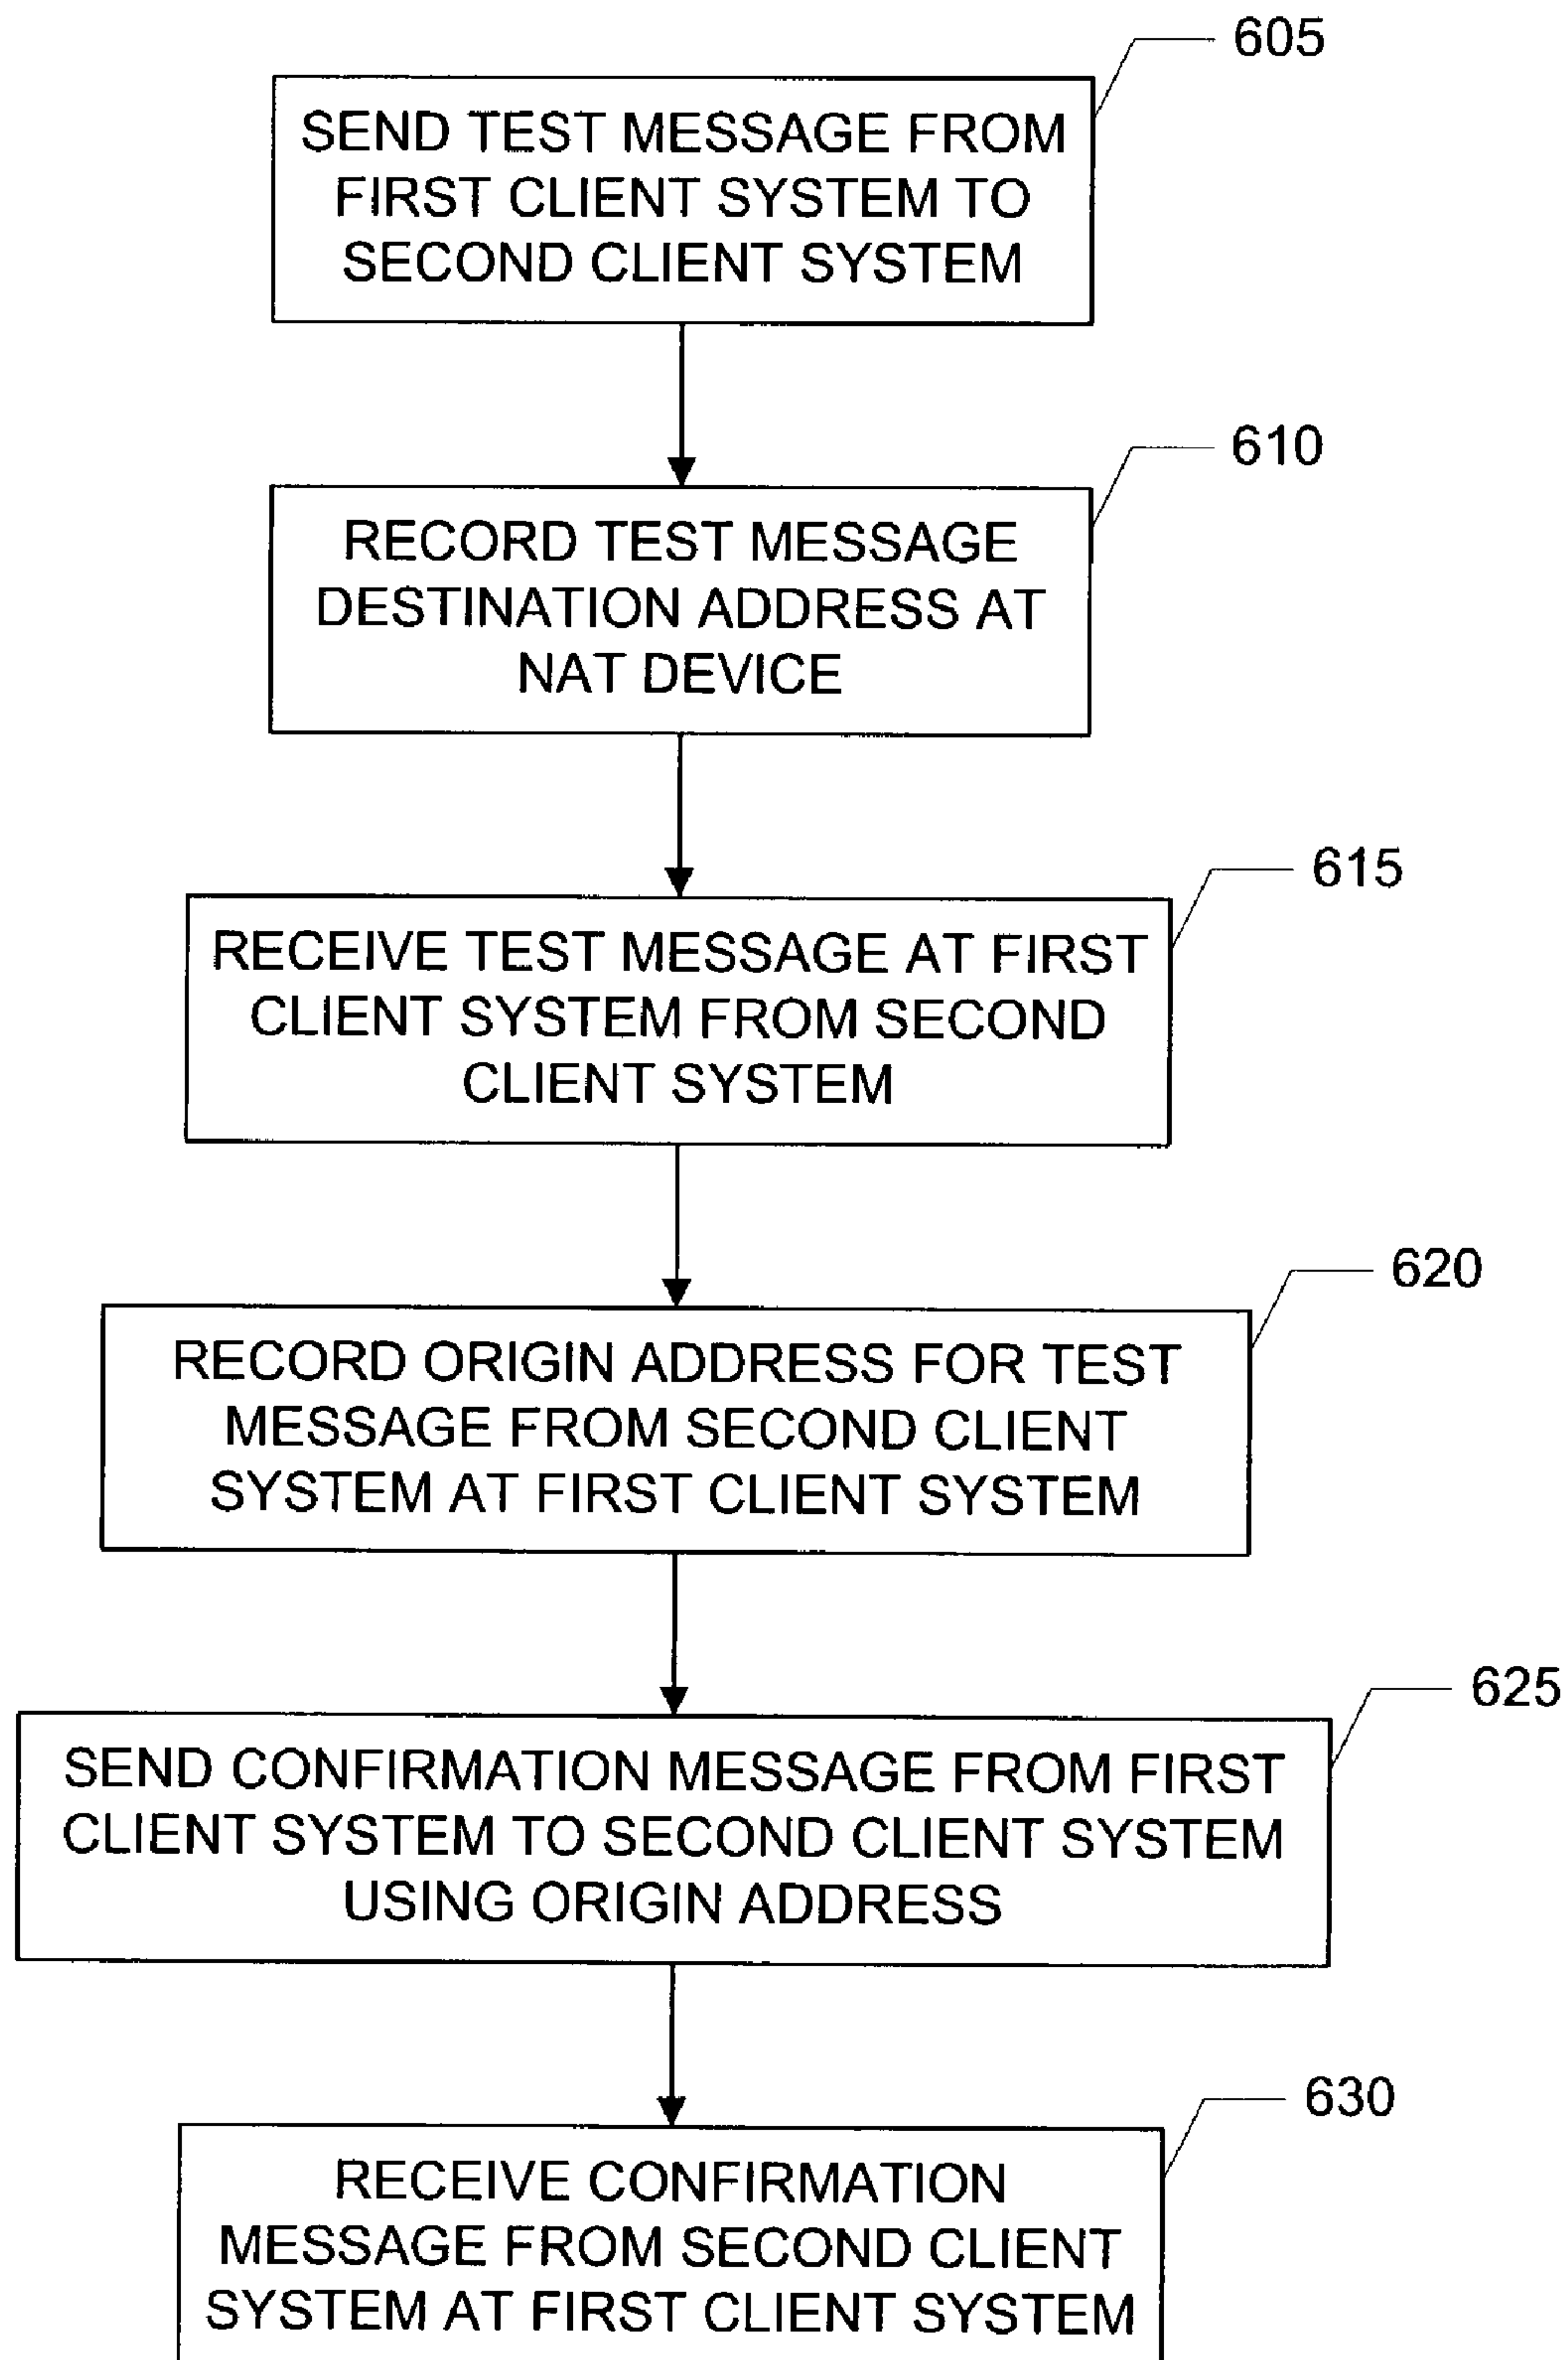 605
SEND TEST MESSAGE FROM
FIRST CLIENT SYSTEM TO
SECOND CLIENT SYSTEM
610
RECORD TEST MESSAGE
DESTINATION ADDRESS AT
NAT DEVICE
615
RECEIVE TEST MESSAGE AT FIRST
CLIENT SYSTEM FROM SECOND
CLIENT SYSTEM
620
RECORD ORIGIN ADDRESS FOR TEST
MESSAGE FROM SECOND CLIENT
SYSTEM AT FIRST CLIENT SYSTEM
625
SEND CONFIRMATION MESSAGE FROM FIRST
CLIENT SYSTEM TO SECOND CLIENT SYSTEM
USING ORIGIN ADDRESS
630
RECEIVE CONFIRMATION
MESSAGE FROM SECOND CLIENT
SYSTEM AT FIRST CLIENT SYSTEM